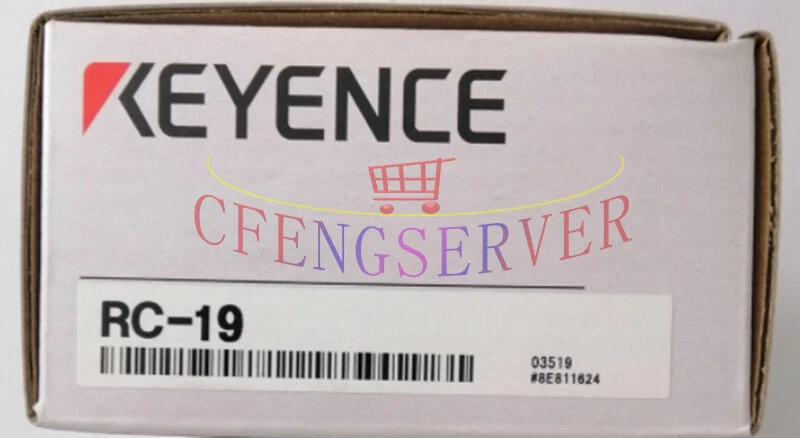 KEYENCE
CFENGSERVER
RC-19
03519
#8E811624